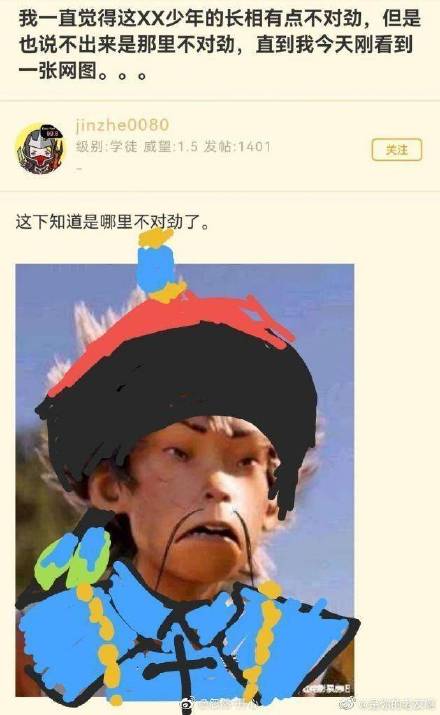 我一直觉得这XX少年的长相有点不对劲，但是
也说不出来是那里不对劲，直到我今天刚看到
一张网图。。。
jinzhe0080
级别:学徒 威望:1.5 发帖:1401
关注
这下知道是哪里不对劲了。